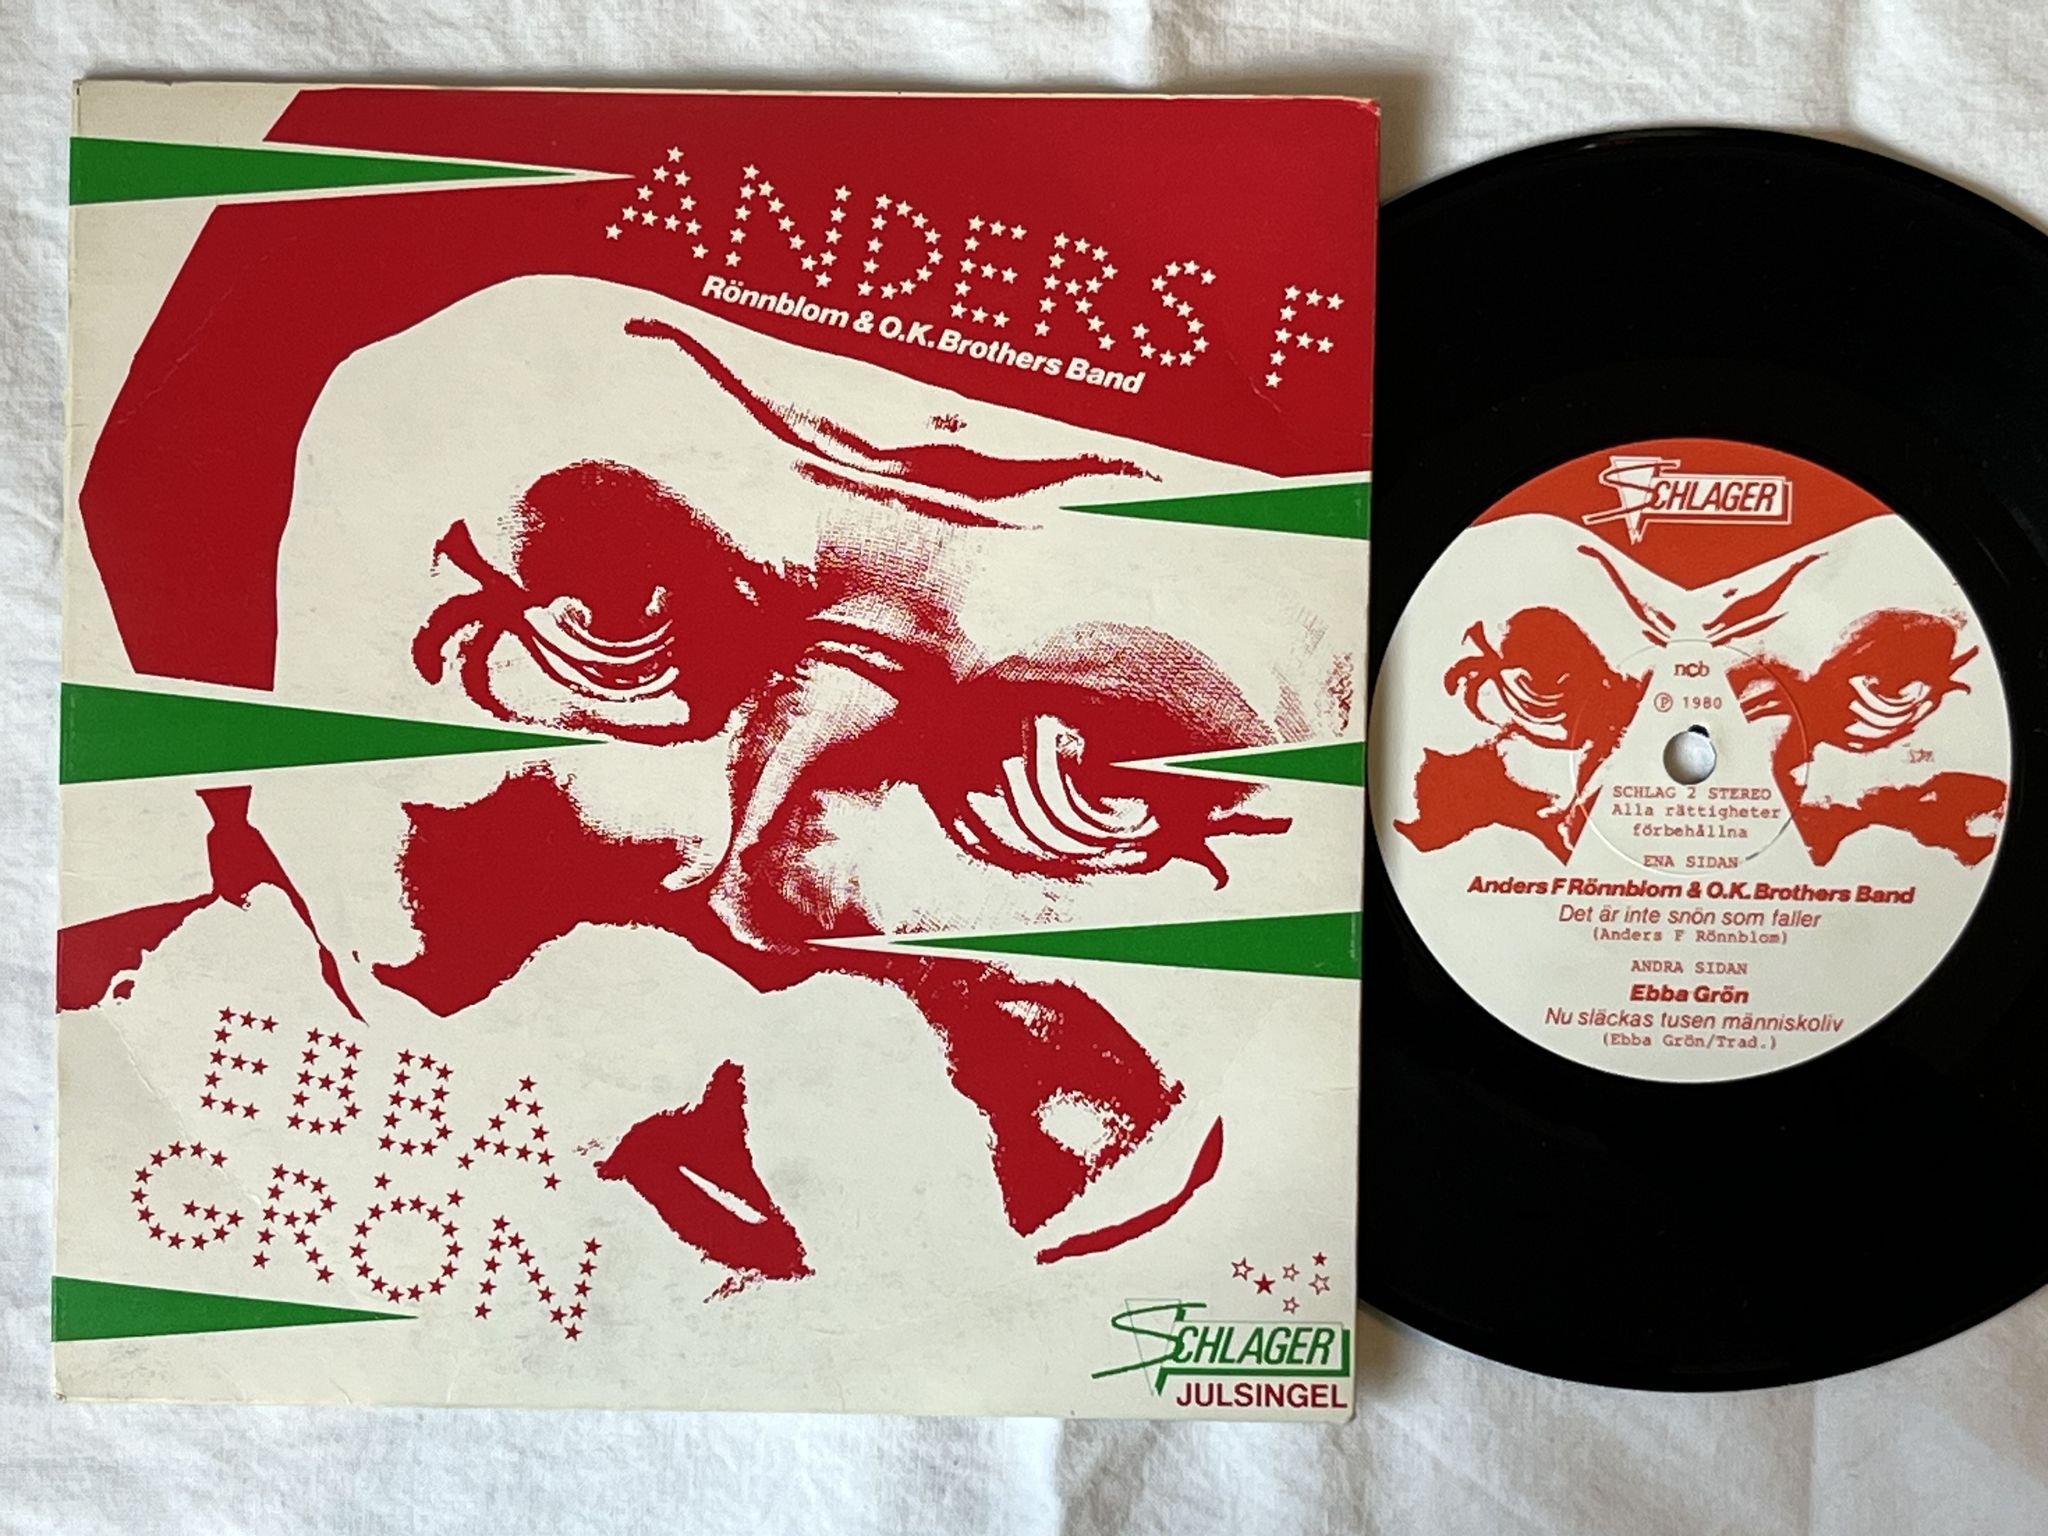 ANDERS F
Rönnblom & O.K. Brothers Band
EBBA
GRÖN
SCHLAGER
JULSINGEL
SCHLAGER
ncb
Ⓟ 1980
SCHLAG 2 STEREO
Alla rättigheter
förbehållna
ENA SIDAN
Anders F Rönnblom & O.K. Brothers Band
Det är inte snön som faller
(Anders F Rönnblom)
ANDRA SIDAN
Ebba Grön
Nu släckas tusen människoliv
(Ebba Grön/Trad.)